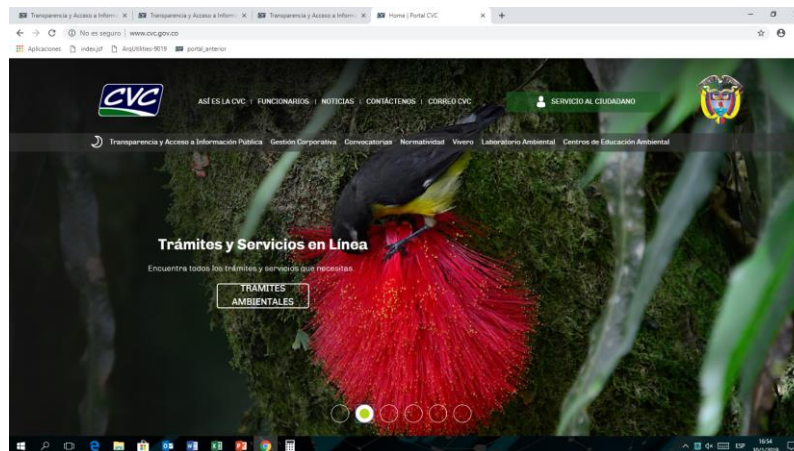 Transparencia y Acceso a Inform
Transparencia y Acceso a Inform
Transparencia y Acceso a Inform
Home | Portal CVC
No es seguro | www.cvc.gov.co
Aplicaciones
index.jsf
ArqUtilities-9019
portal_anterior
CVC
ASÍ ES LA CVC | FUNCIONARIOS | NOTICIAS | CONTÁCTENOS | CORREO CVC
SERVICIO AL CIUDADANO
Transparencia y Acceso a Información Pública Gestión Corporativa Convocatorias Normatividad Vivero Laboratorio Ambiental Centros de Educación Ambiental
Trámites y Servicios en Línea
Encuentra todos los trámites y servicios que necesitas.
TRAMITES
AMBIENTALES
ESP
16:54